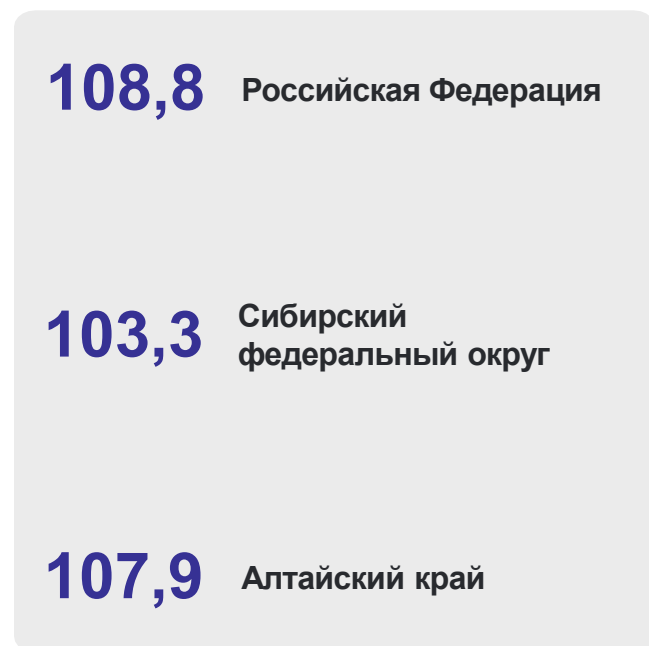 108,8 Российская Федерация
103,3 Сибирский
федеральный округ
107,9 Алтайский край